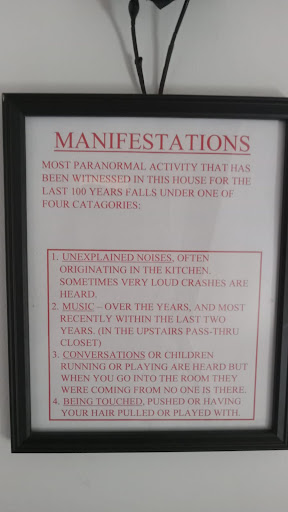 MANIFESTATIONS
MOST PARANORMAL ACTIVITY THAT HAS
BEEN WITNESSED IN THIS HOUSE FOR THE
LAST 100 YEARS FALLS UNDER ONE OF
FOUR CATAGORIES:
1. UNEXPLAINED NOISES, OFTEN
ORIGINATING IN THE KITCHEN.
SOMETIMES VERY LOUD CRASHES ARE
HEARD.
2. MUSIC – OVER THE YEARS, AND MOST
RECENTLY WITHIN THE LAST TWO
YEARS. (IN THE UPSTAIRS PASS-THRU
CLOSET)
3. CONVERSATIONS OR CHILDREN
RUNNING OR PLAYING ARE HEARD BUT
WHEN YOU GO INTO THE ROOM THEY
WERE COMING FROM NO ONE IS THERE.
4. BEING TOUCHED, PUSHED OR HAVING
YOUR HAIR PULLED OR PLAYED WITH.